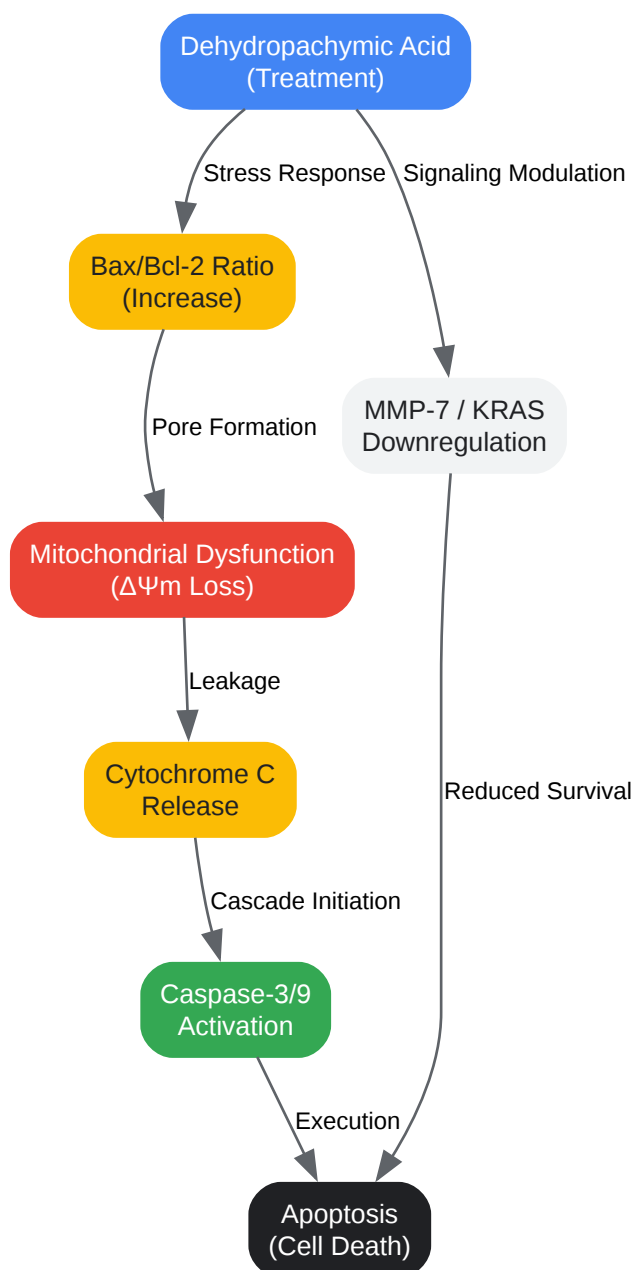 Dehydropachymic Acid
(Treatment)
Stress Response
Signaling Modulation
Bax/Bcl-2 Ratio
(Increase)
MMP-7 / KRAS
Downregulation
Pore Formation
Mitochondrial Dysfunction
(ΔΨm Loss)
Leakage
Cytochrome C
Release
Reduced Survival
Cascade Initiation
Caspase-3/9
Activation
Execution
Apoptosis
(Cell Death)